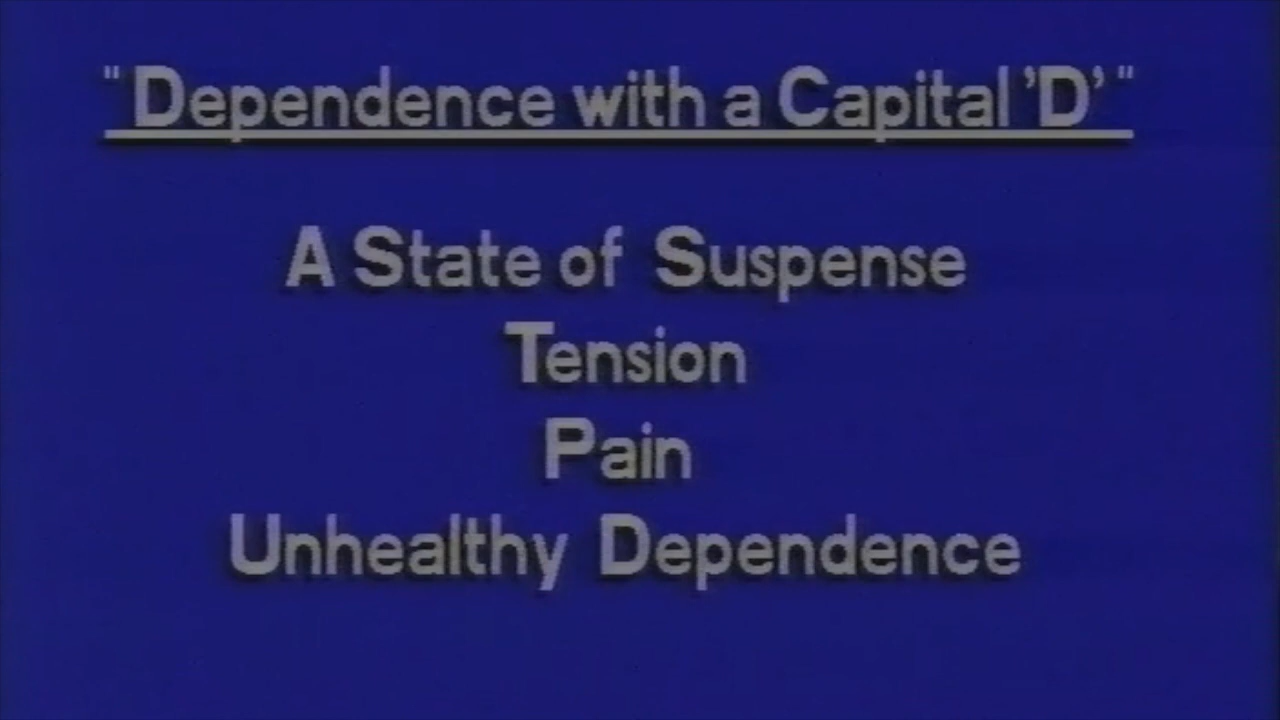 "Dependence with a Capital 'D'"
A State of Suspense
Tension
Pain
Unhealthy Dependence